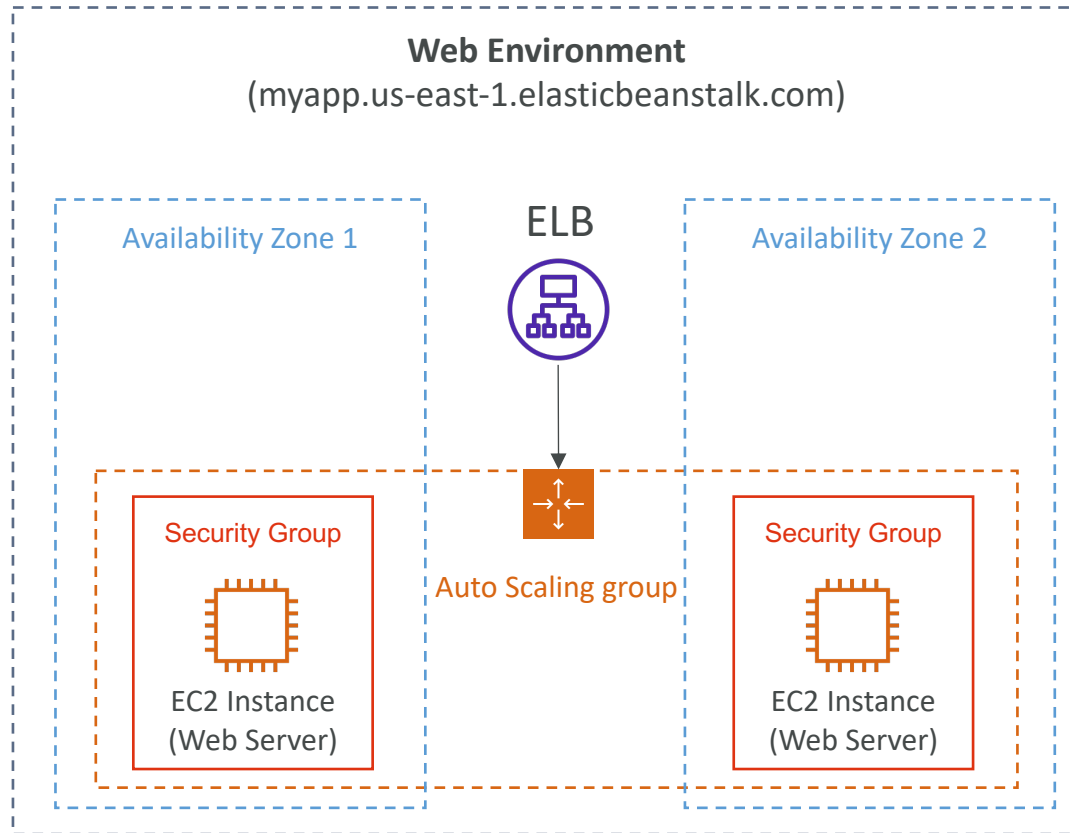 Web Environment
(myapp.us-east-1.elasticbeanstalk.com)
ELB
Availability Zone 1
Availability Zone 2
Security Group
Security Group
Auto Scaling group
EC2 Instance
(Web Server)
EC2 Instance
(Web Server)